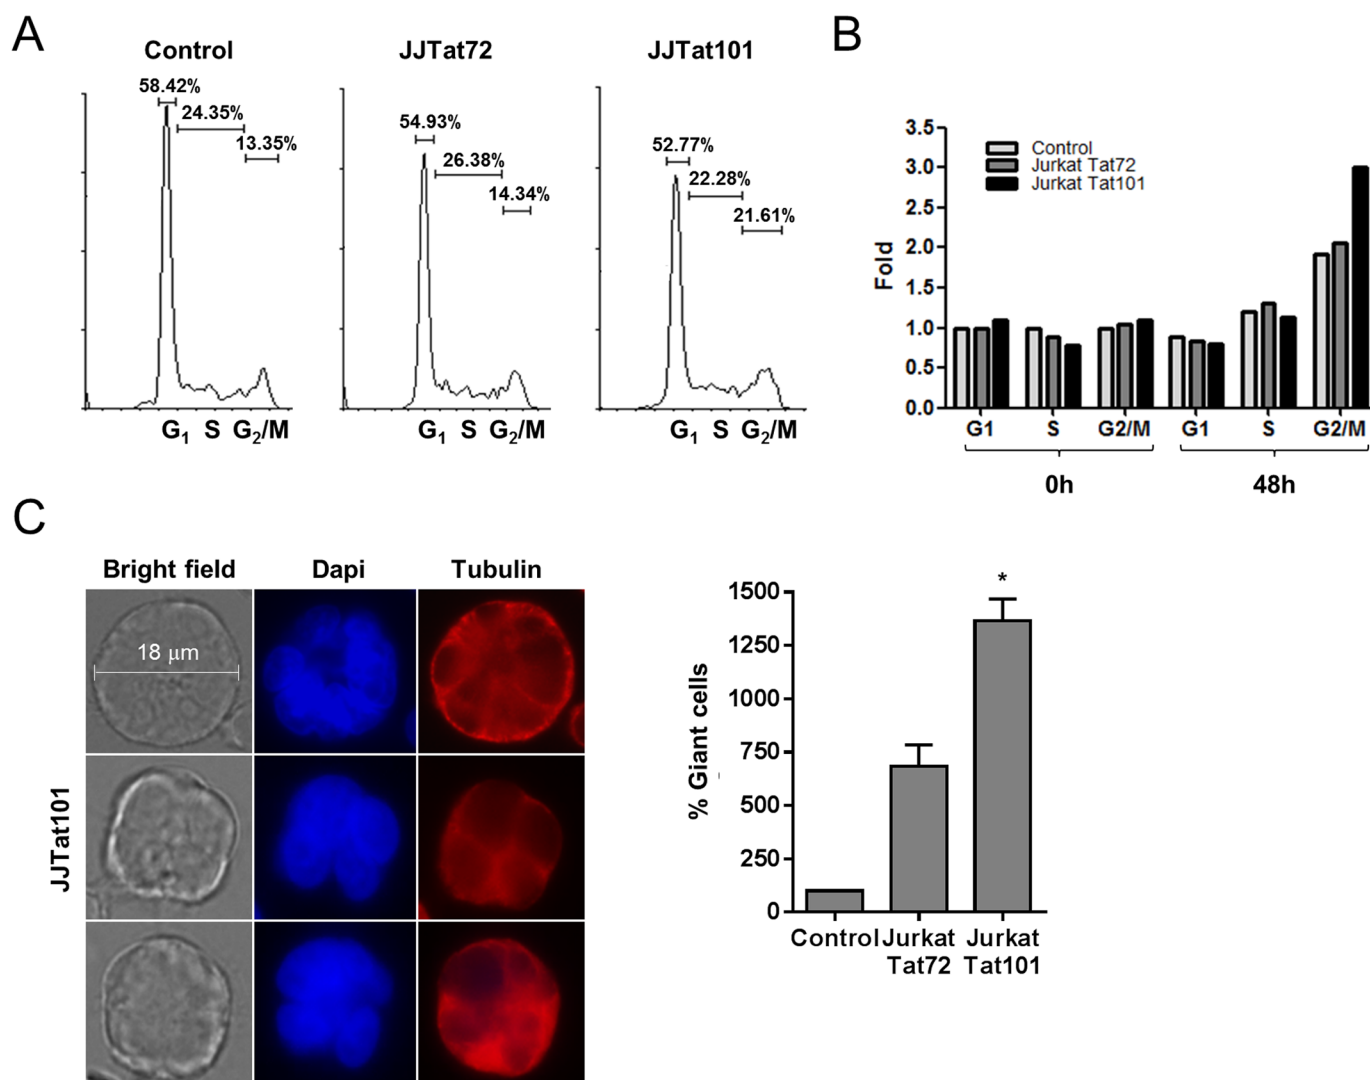 A
Control
JJTat72
JJTat101
58.42%
24.35%
13.35%
54.93%
26.38%
14.34%
52.77%
22.28%
21.61%
G1 S G2/M
G1 S G2/M
G1 S G2/M
B
Fold
3.5
3.0
2.5
2.0
1.5
1.0
0.5
0.0
Control
Jurkat Tat72
Jurkat Tat101
G1 S G2/M G1 S G2/M
0h 48h
C
Bright field
Dapi
Tubulin
18 μm
JJTat101
% Giant cells
1500
1250
1000
750
500
250
0
*
Control
Jurkat
Tat72
Jurkat
Tat101